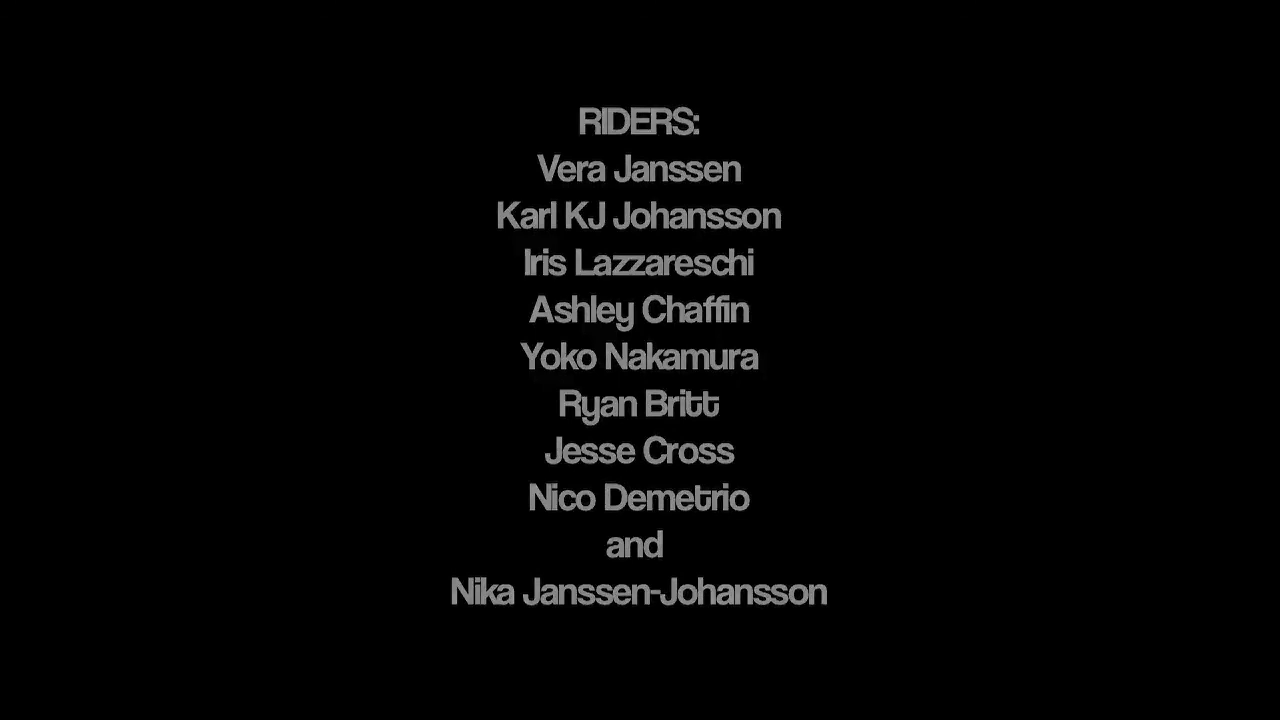 RIDERS:
Vera Janssen
Karl KJ Johansson
Iris Lazzareschi
Ashley Chaffin
Yoko Nakamura
Ryan Britt
Jesse Cross
Nico Demetrio
and
Nika Janssen-Johansson